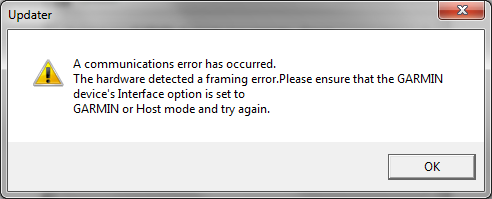 Updater
A communications error has occurred.
The hardware detected a framing error.Please ensure that the GARMIN
device's Interface option is set to
GARMIN or Host mode and try again.
OK